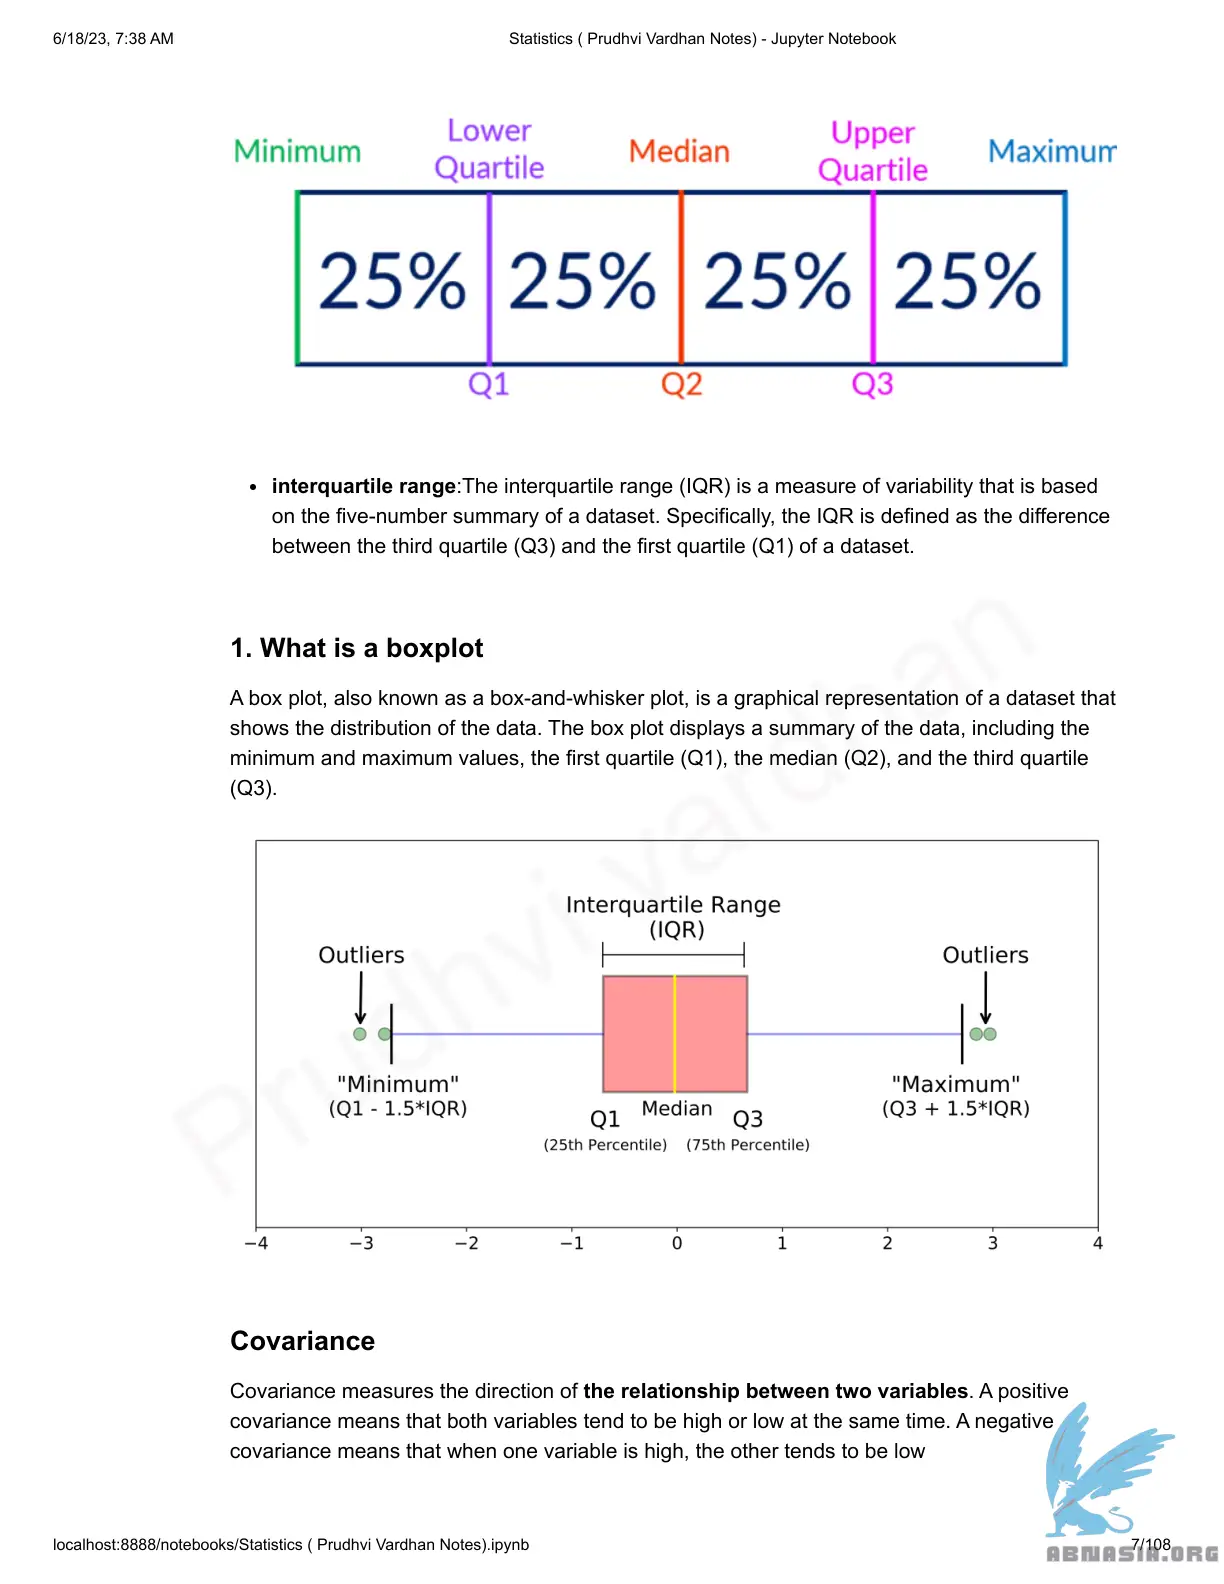 6/18/23, 7:38 AM
Statistics ( Prudhvi Vardhan Notes) - Jupyter Notebook
Minimum
Lower
Quartile
Median
Upper
Quartile
Maximum
25% 25% 25% 25%
Q1 Q2 Q3
• interquartile range:The interquartile range (IQR) is a measure of variability that is based
on the five-number summary of a dataset. Specifically, the IQR is defined as the difference
between the third quartile (Q3) and the first quartile (Q1) of a dataset.
1. What is a boxplot
A box plot, also known as a box-and-whisker plot, is a graphical representation of a dataset that
shows the distribution of the data. The box plot displays a summary of the data, including the
minimum and maximum values, the first quartile (Q1), the median (Q2), and the third quartile
(Q3).
Interquartile Range
(IQR)
Outliers
Outliers
"Minimum"
(Q1 - 1.5*IQR)
"Maximum"
(Q3 + 1.5*IQR)
Q1
Median
Q3
(25th Percentile)
(75th Percentile)
−4 −3 −2 −1 0 1 2 3 4
Prudhvi vardhan
Covariance
Covariance measures the direction of the relationship between two variables. A positive
covariance means that both variables tend to be high or low at the same time. A negative
covariance means that when one variable is high, the other tends to be low
localhost:8888/notebooks/Statistics ( Prudhvi Vardhan Notes).ipynb
7/108
ABNASIA.ORG